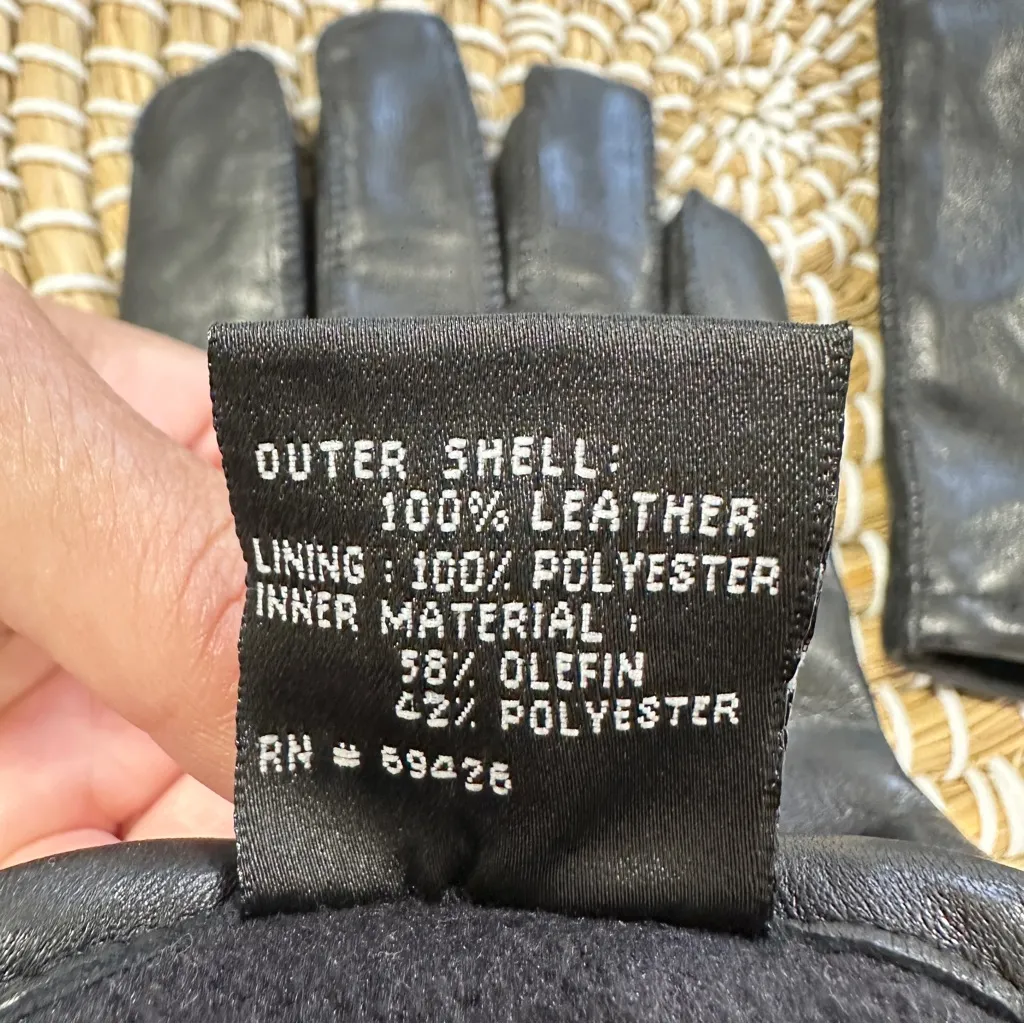 OUTER SHELL:
100% LEATHER
LINING : 100% POLYESTER
INNER MATERIAL :
58% OLEFIN
42% POLYESTER
RN # 59426